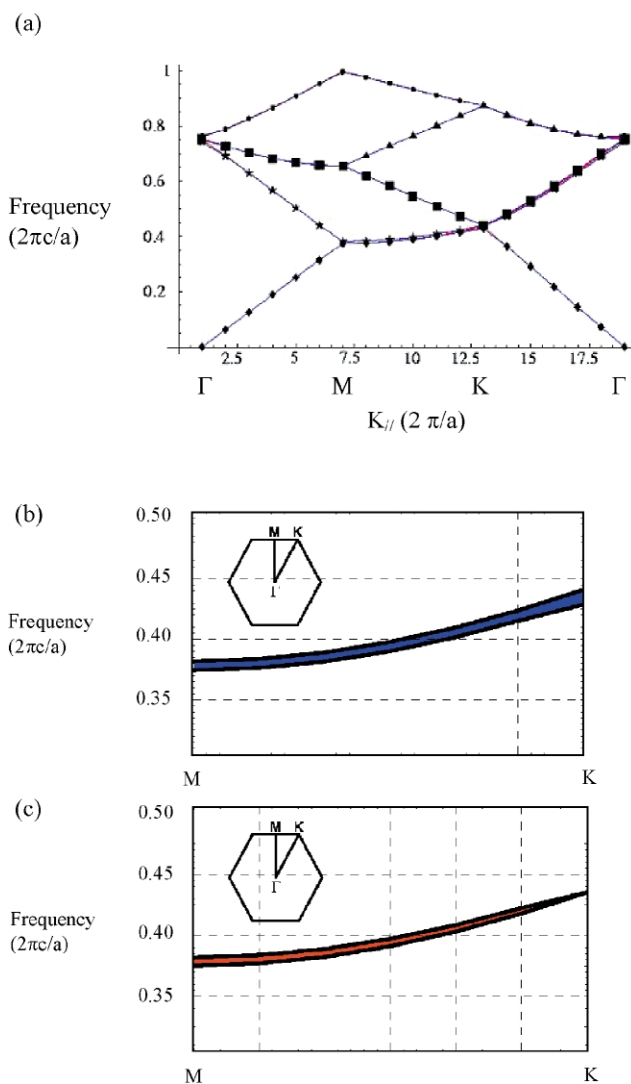 (a)
1
0.8
0.6
0.4
0.2
Frequency
(2πc/a)
2.5 5 7.5 10 12.5 15 17.5
Γ M K Γ
K// (2 π/a)
(b)
0.50
0.45
0.40
0.35
Frequency
(2πc/a)
M K
Γ
M K
(c)
0.50
0.45
0.40
0.35
Frequency
(2πc/a)
M K
Γ
M K